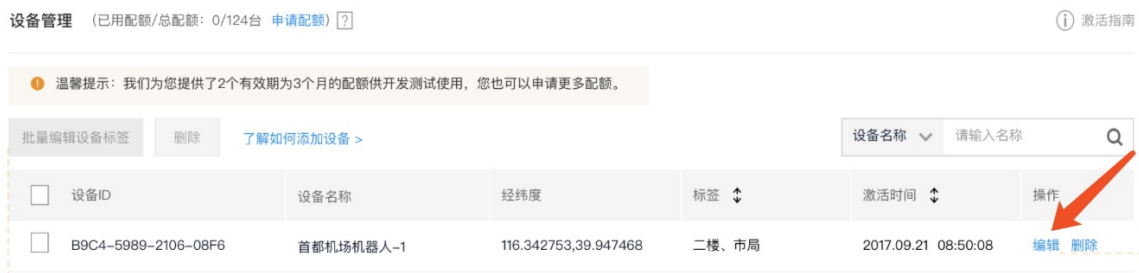 设备管理 (已用配额/总配额：0/124台 申请配额) ? i 激活指南
! 温馨提示：我们为您提供了2个有效期为3个月的配额供开发测试使用，您也可以申请更多配额。
批量编辑设备标签 删除 了解如何添加设备 > 设备名称 请输入名称
设备ID 设备名称 经纬度 标签 激活时间 操作
B9C4-5989-2106-08F6 首都机场机器人-1 116.342753,39.947468 二楼、市局 2017.09.21 08:50:08 编辑 删除